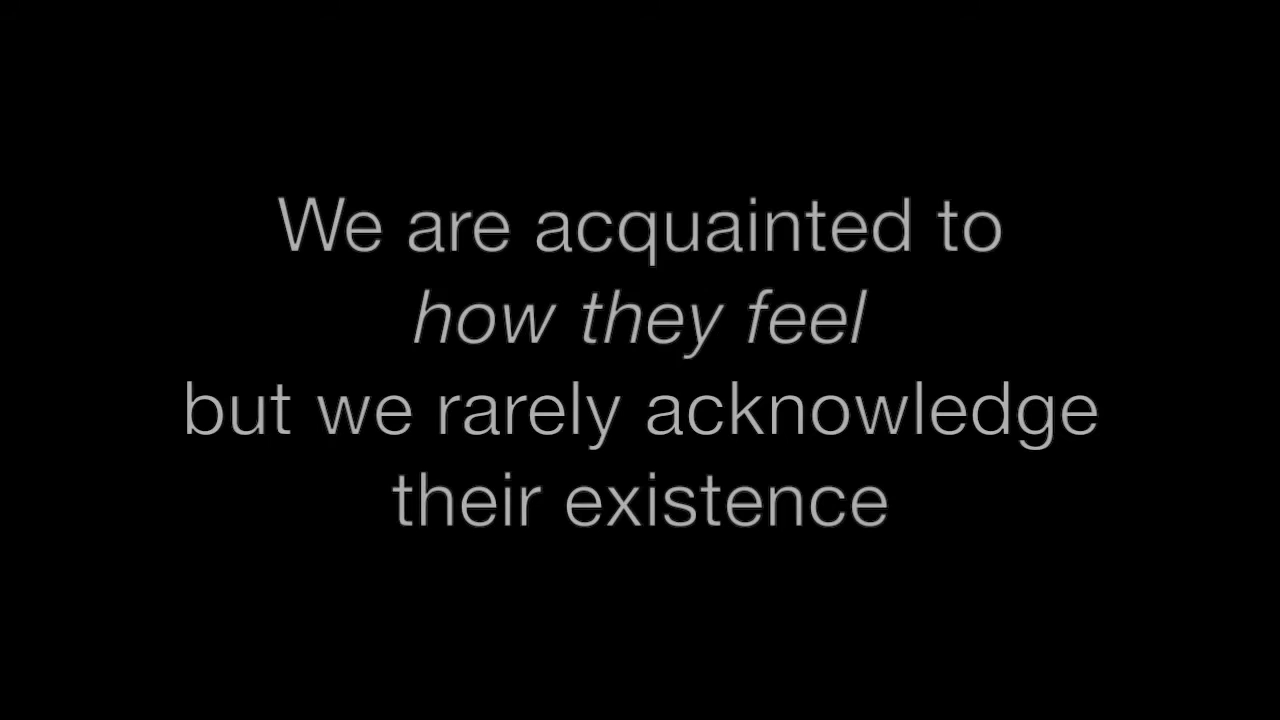 We are acquainted to
how they feel
but we rarely acknowledge
their existence